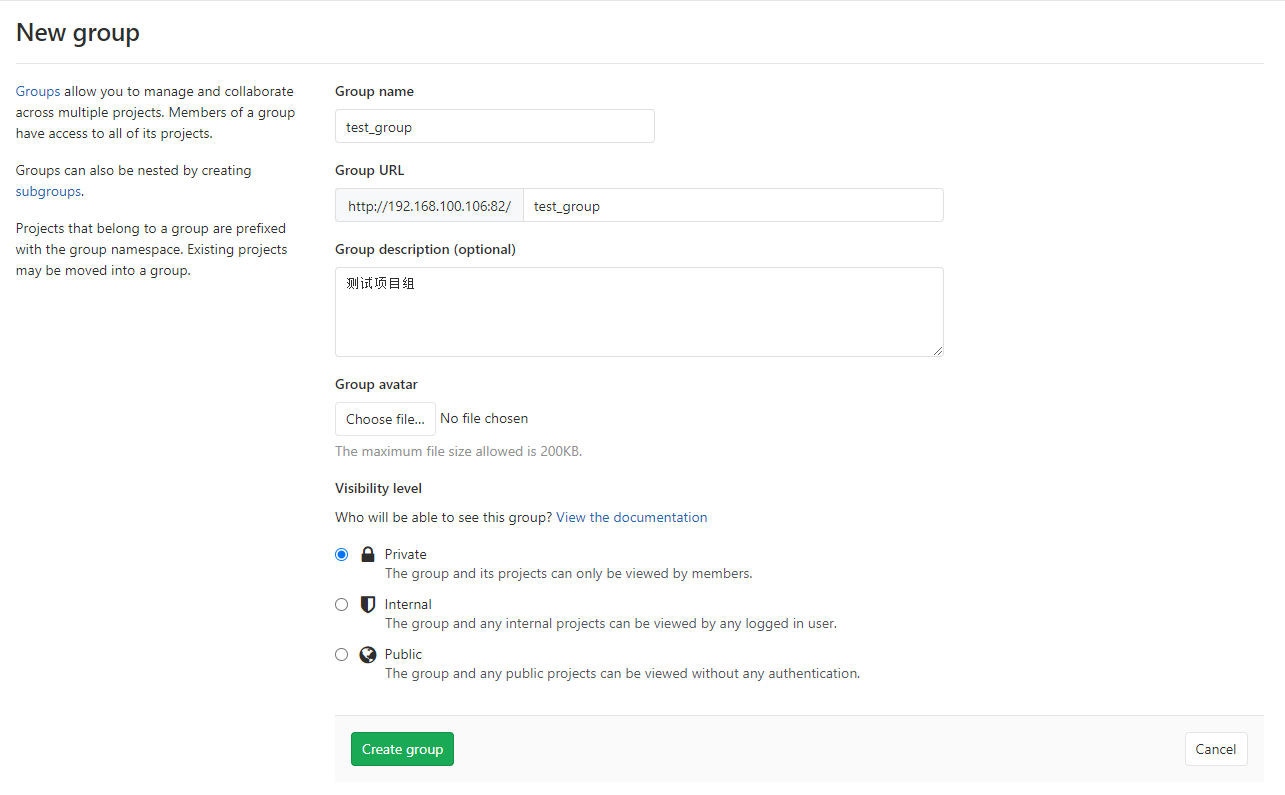 New group
Groups allow you to manage and collaborate
across multiple projects. Members of a group
have access to all of its projects.
Groups can also be nested by creating
subgroups.
Projects that belong to a group are prefixed
with the group namespace. Existing projects
may be moved into a group.
Group name
test_group
Group URL
http://192.168.100.106:82/ test_group
Group description (optional)
测试项目组
Group avatar
Choose file... No file chosen
The maximum file size allowed is 200KB.
Visibility level
Who will be able to see this group? View the documentation
Private
The group and its projects can only be viewed by members.
Internal
The group and any internal projects can be viewed by any logged in user.
Public
The group and any public projects can be viewed without any authentication.
Create group Cancel